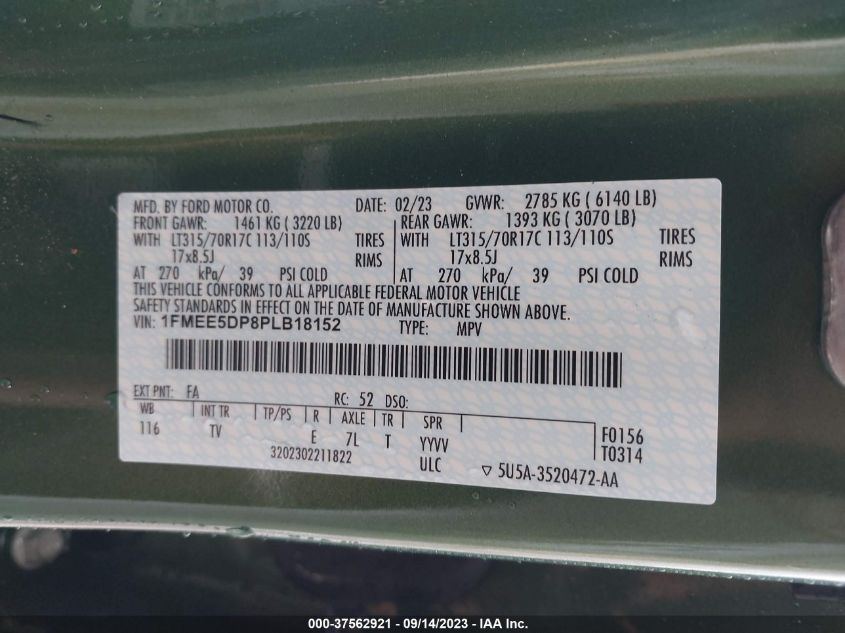 MFD. BY FORD MOTOR CO. DATE: 02/23 GVWR: 2785 KG ( 6140 LB)
FRONT GAWR: 1461 KG ( 3220 LB) REAR GAWR: 1393 KG ( 3070 LB)
WITH LT315/70R17C 113/110S TIRES WITH LT315/70R17C 113/110S TIRES
17x8.5J RIMS 17x8.5J RIMS
AT 270 kPa/ 39 PSI COLD AT 270 kPa/ 39 PSI COLD
THIS VEHICLE CONFORMS TO ALL APPLICABLE FEDERAL MOTOR VEHICLE
SAFETY STANDARDS IN EFFECT ON THE DATE OF MANUFACTURE SHOWN ABOVE.
VIN: 1FMEE5DP8PLB18152 TYPE: MPV
EXT PNT: FA RC: 52 DSO:
WB INT TR TP/PS R AXLE TR SPR
116 TV E 7L T YYVV F0156
3202302211822 ULC T0314
▽ 5U5A-3520472-AA
000-37562921 / 09/14/2023 / IAA Inc.